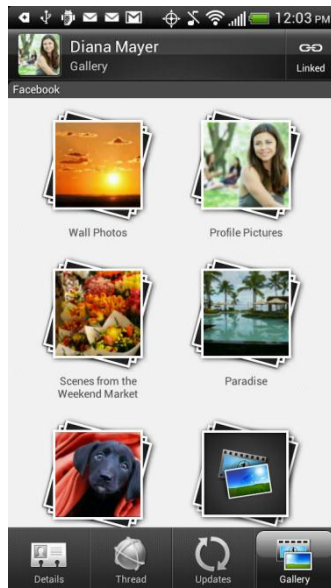 12:03 PM
Diana Mayer
Gallery
Linked
Facebook
Wall Photos
Profile Pictures
Scenes from the
Weekend Market
Paradise
Details
Thread
Updates
Gallery